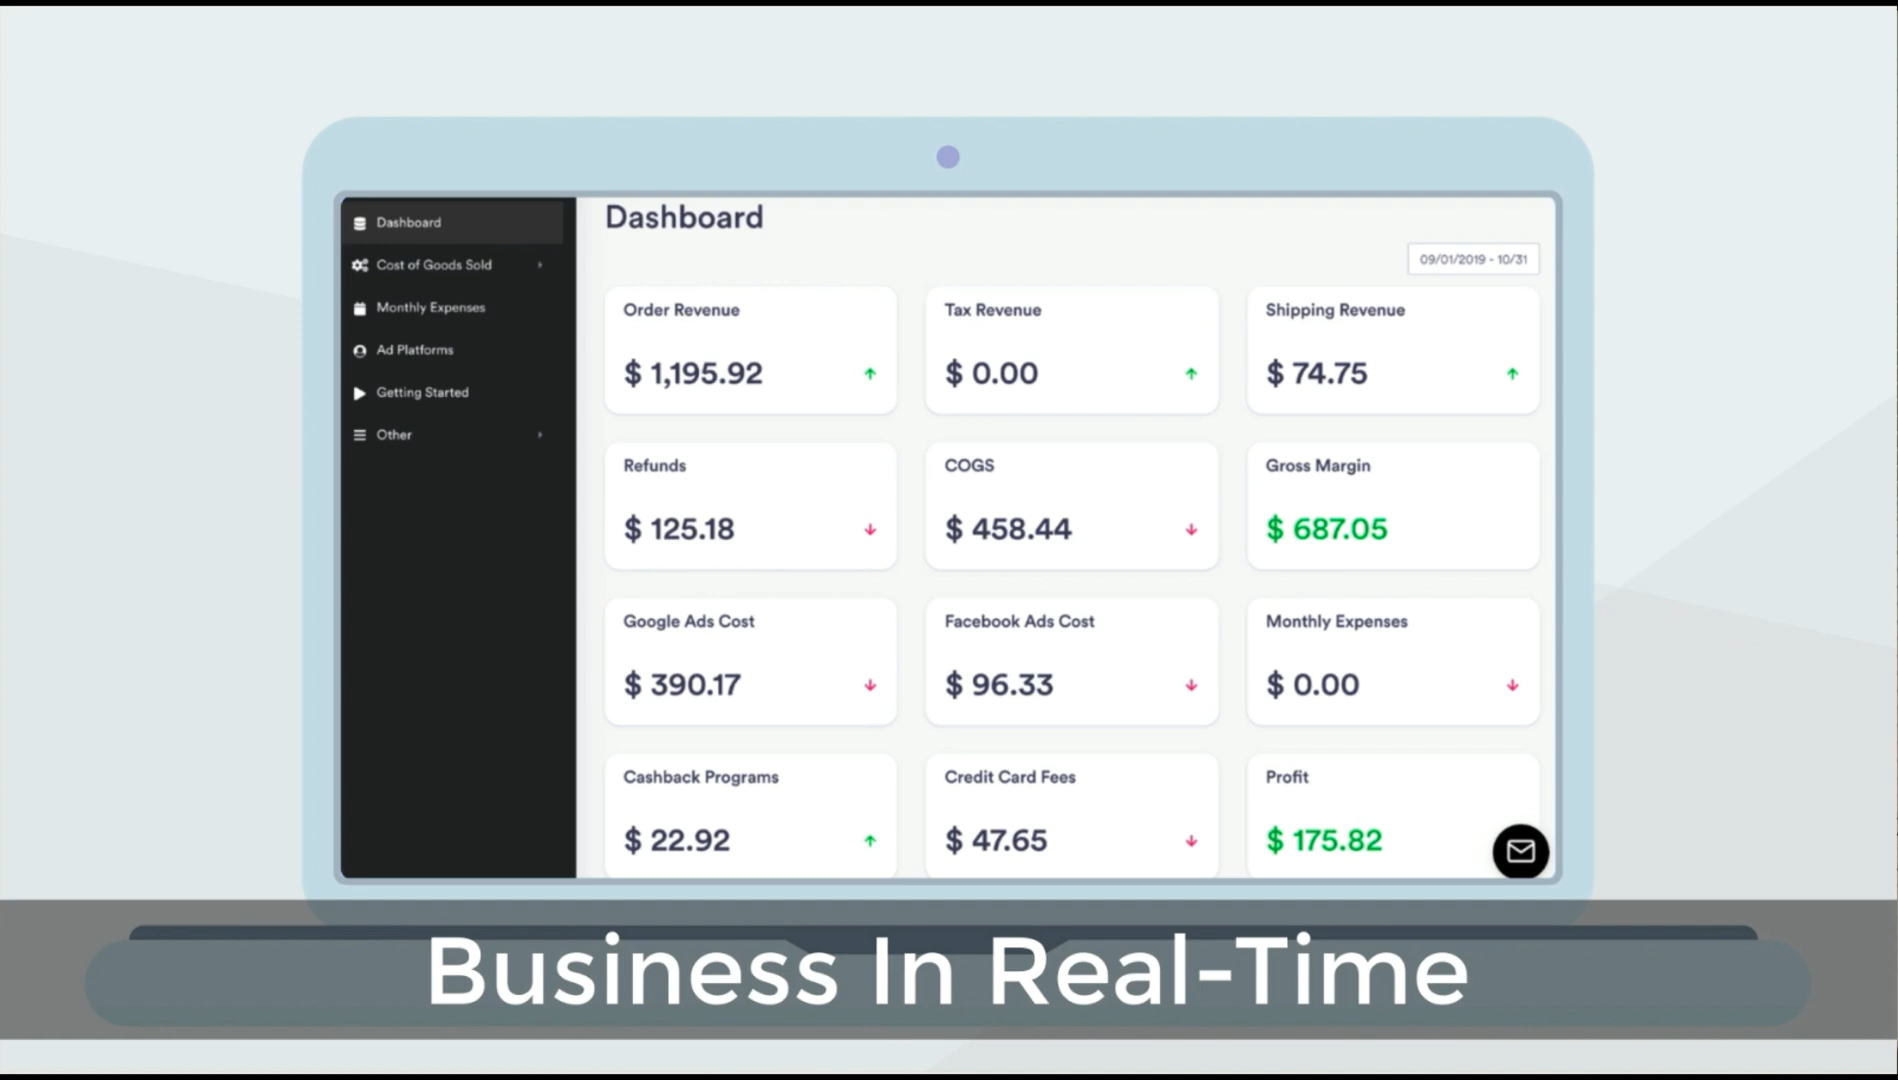 Dashboard
Cost of Goods Sold
Monthly Expenses
Ad Platforms
Getting Started
Other
Dashboard
09/01/2019 - 10/31
Order Revenue
$ 1,195.92
Tax Revenue
$ 0.00
Shipping Revenue
$ 74.75
Refunds
$ 125.18
COGS
$ 458.44
Gross Margin
$ 687.05
Google Ads Cost
$ 390.17
Facebook Ads Cost
$ 96.33
Monthly Expenses
$ 0.00
Cashback Programs
$ 22.92
Credit Card Fees
$ 47.65
Profit
$ 175.82
Business In Real-Time